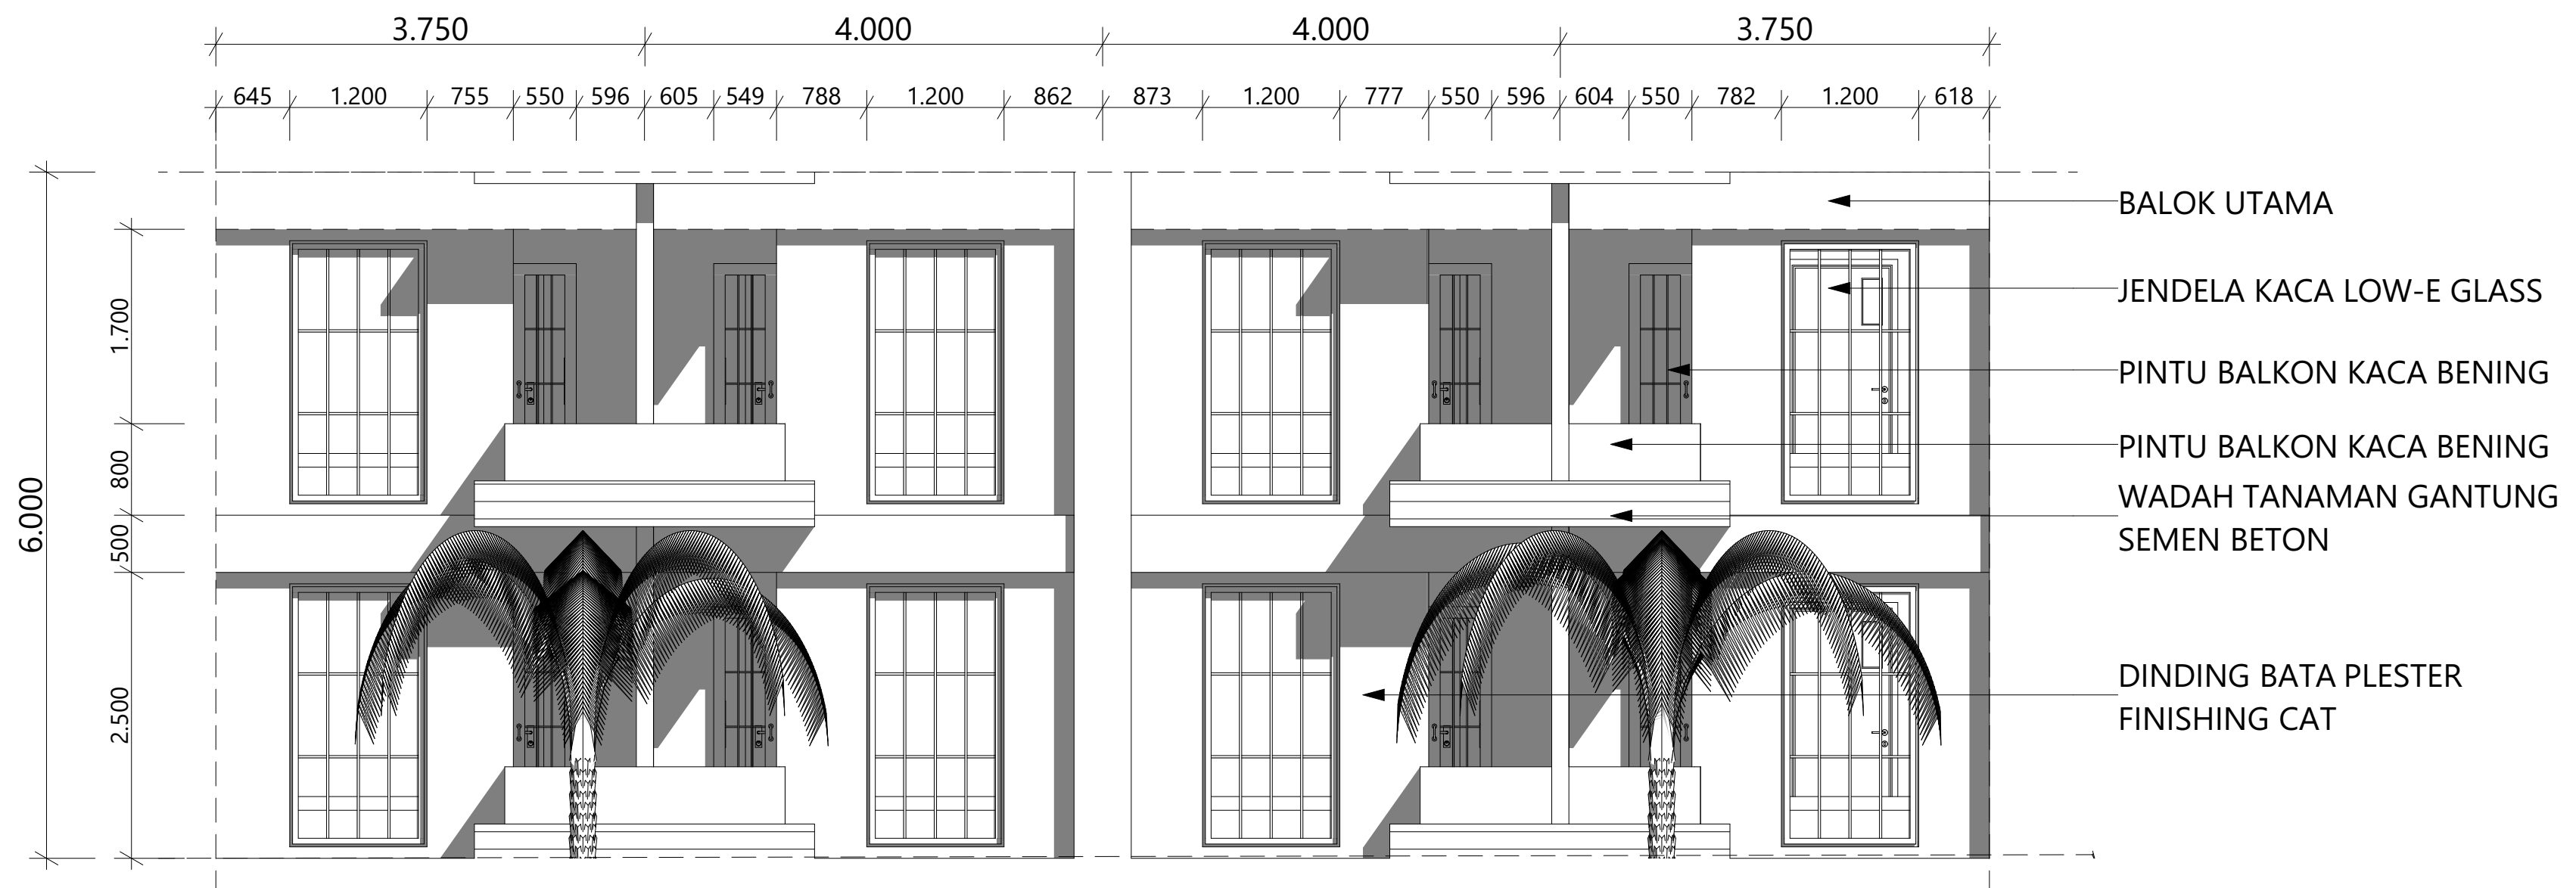 3.750 4.000 4.000 3.750
645 1.200 755 550 596 605 549 788 1.200 862 873 1.200 777 550 596 604 550 782 1.200 618
6.000
1.700
800
500
2.500
BALOK UTAMA
JENDELA KACA LOW-E GLASS
PINTU BALKON KACA BENING
PINTU BALKON KACA BENING
WADAH TANAMAN GANTUNG
SEMEN BETON
DINDING BATA PLESTER
FINISHING CAT